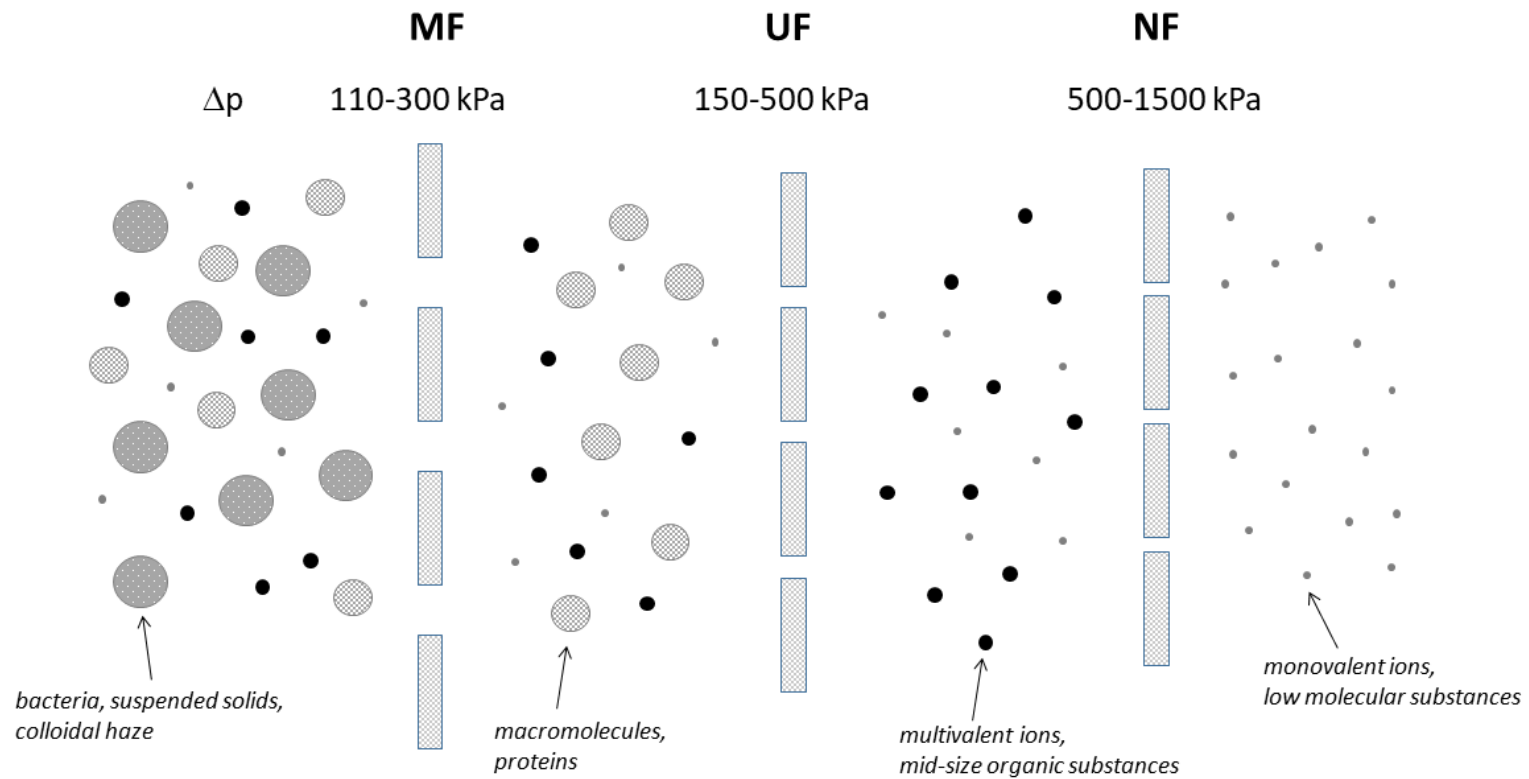 MF UF NF
Δp 110-300 kPa 150-500 kPa 500-1500 kPa
bacteria, suspended solids,
colloidal haze
macromolecules,
proteins
multivalent ions,
mid-size organic substances
monovalent ions,
low molecular substances